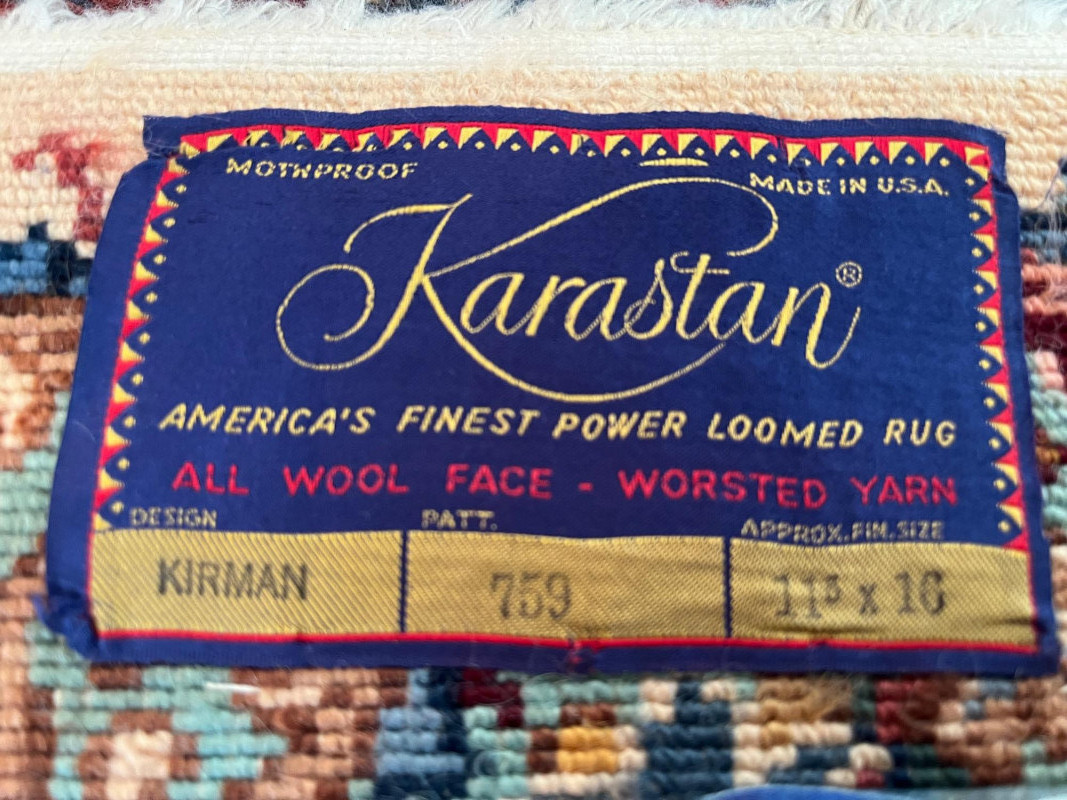 MOTHPROOF
MADE IN U.S.A.
Karastan®
AMERICA'S FINEST POWER LOOMED RUG
ALL WOOL FACE - WORSTED YARN
DESIGN PATT. APPROX. FIN. SIZE
KIRMAN 759 11⁵ x 16